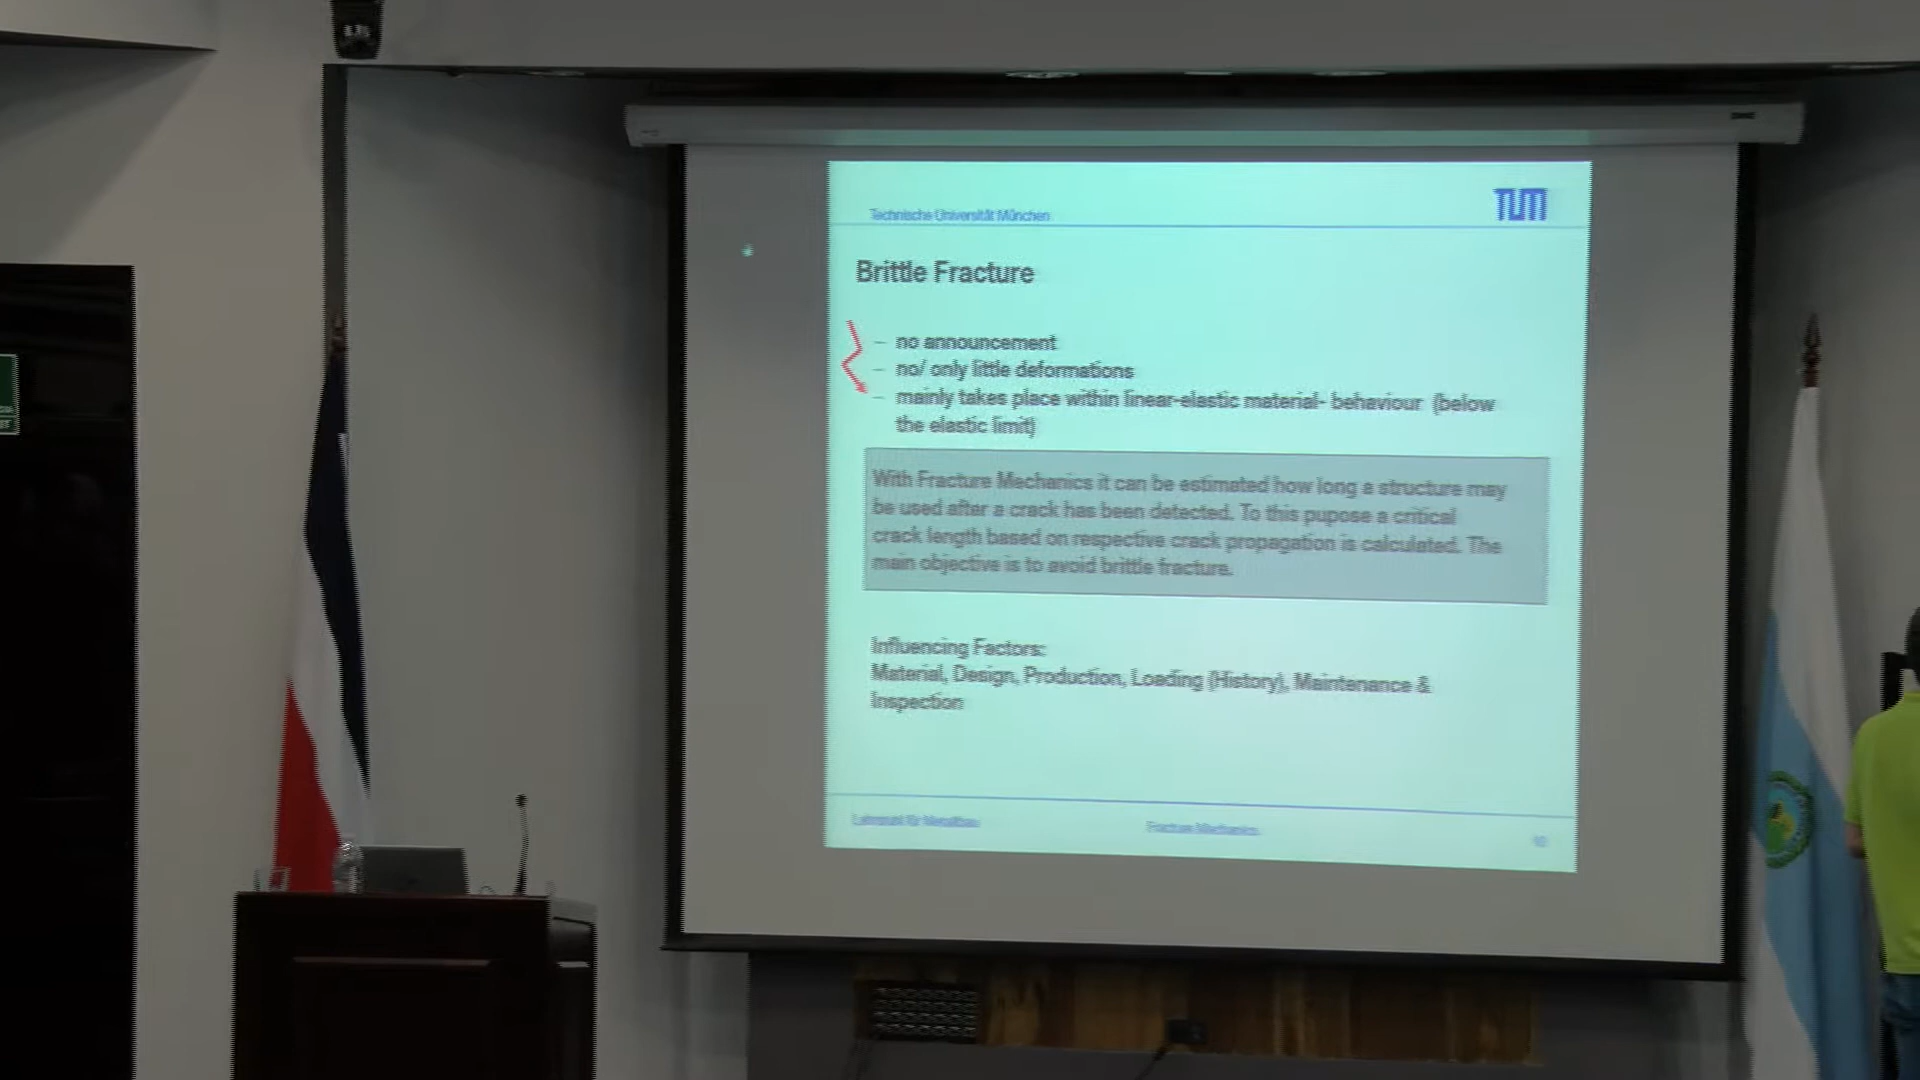 Technische Universität München
TUM
Brittle Fracture
– no announcement
– no/ only little deformations
– mainly takes place within linear-elastic material- behaviour (below
the elastic limit)
With Fracture Mechanics it can be estimated how long a structure may
be used after a crack has been detected. To this pupose a critical
crack length based on respective crack propagation is calculated. The
main objective is to avoid brittle fracture.
Influencing Factors:
Material, Design, Production, Loading (History), Maintenance &
Inspection
Lehrstuhl für Metallbau
Fracture Mechanics